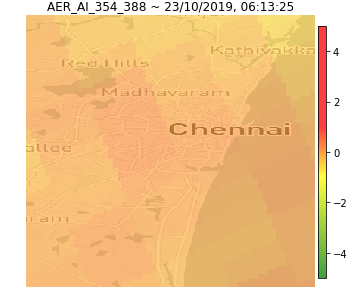 AER_AI_354_388 ~ 23/10/2019, 06:13:25
Kathivakka
Red Hills
Madhavaram
Chennai
allee
ram
4
2
0
−2
−4